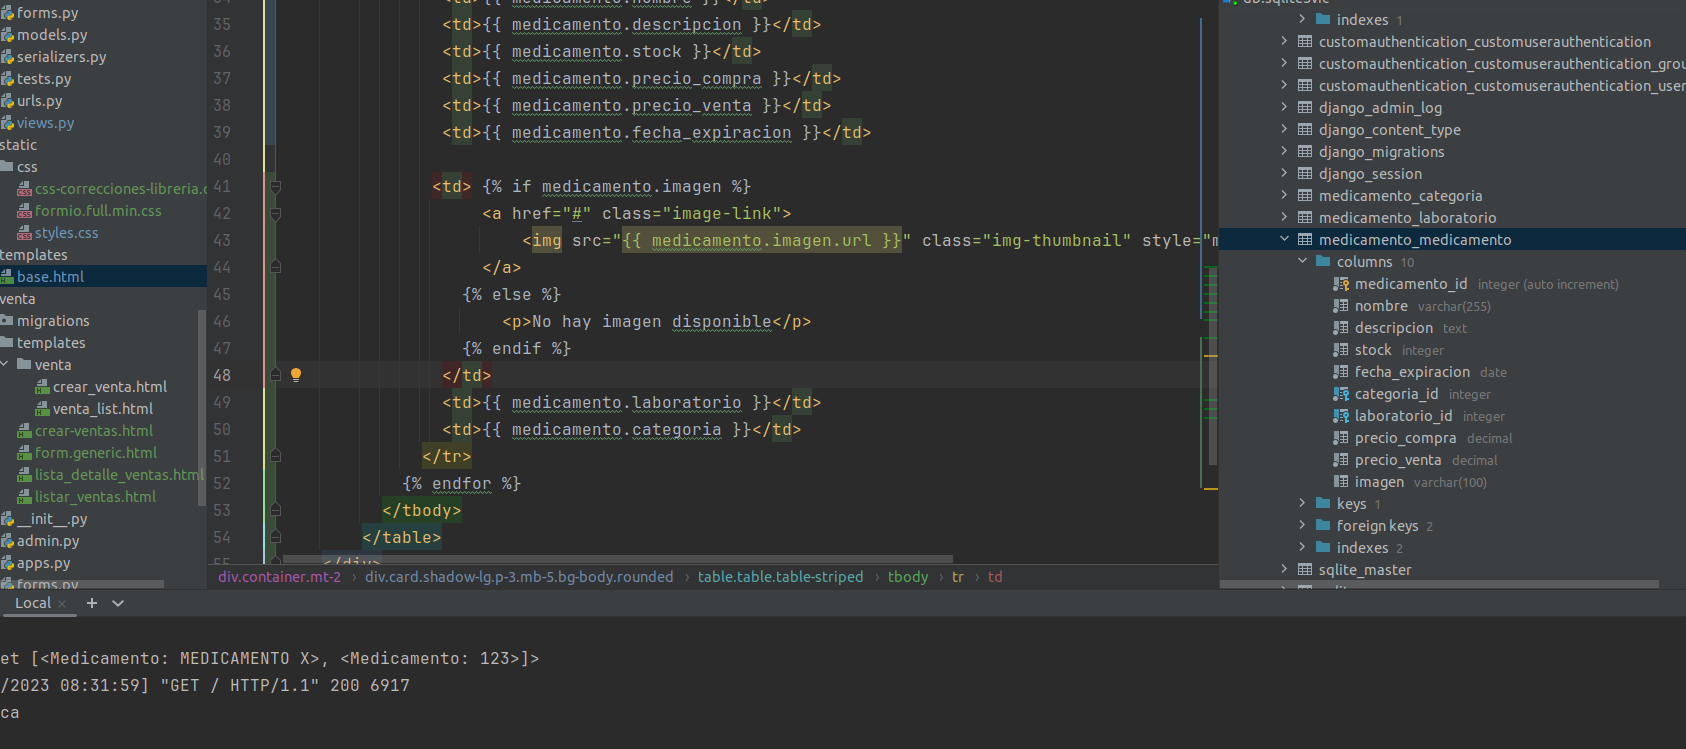 forms.py
models.py
serializers.py
tests.py
urls.py
views.py
static
css
css-correcciones-libreria.c
formio.full.min.css
styles.css
templates
base.html
venta
migrations
templates
venta
crear_venta.html
venta_list.html
crear-ventas.html
form.generic.html
lista_detalle_ventas.html
listar_ventas.html
__init__.py
admin.py
apps.py
forms.py
34 <td>{{ medicamento.nombre }}</td>
35 <td>{{ medicamento.descripcion }}</td>
36 <td>{{ medicamento.stock }}</td>
37 <td>{{ medicamento.precio_compra }}</td>
38 <td>{{ medicamento.precio_venta }}</td>
39 <td>{{ medicamento.fecha_expiracion }}</td>
40
41 <td> {% if medicamento.imagen %}
42 <a href="#" class="image-link">
43 <img src="{{ medicamento.imagen.url }}" class="img-thumbnail" style="m
44 </a>
45 {% else %}
46 <p>No hay imagen disponible</p>
47 {% endif %}
48 </td>
49 <td>{{ medicamento.laboratorio }}</td>
50 <td>{{ medicamento.categoria }}</td>
51 </tr>
52 {% endfor %}
53 </tbody>
54 </table>
55 </div>
div.container.mt-2 › div.card.shadow-lg.p-3.mb-5.bg-body.rounded › table.table.table-striped › tbody › tr › td
indexes 1
customauthentication_customuserauthentication
customauthentication_customuserauthentication_grou
customauthentication_customuserauthentication_user
django_admin_log
django_content_type
django_migrations
django_session
medicamento_categoria
medicamento_laboratorio
medicamento_medicamento
columns 10
medicamento_id integer (auto increment)
nombre varchar(255)
descripcion text
stock integer
fecha_expiracion date
categoria_id integer
laboratorio_id integer
precio_compra decimal
precio_venta decimal
imagen varchar(100)
keys 1
foreign keys 2
indexes 2
sqlite_master
Local × +
et [<Medicamento: MEDICAMENTO X>, <Medicamento: 123>]>
/2023 08:31:59] "GET / HTTP/1.1" 200 6917
ca